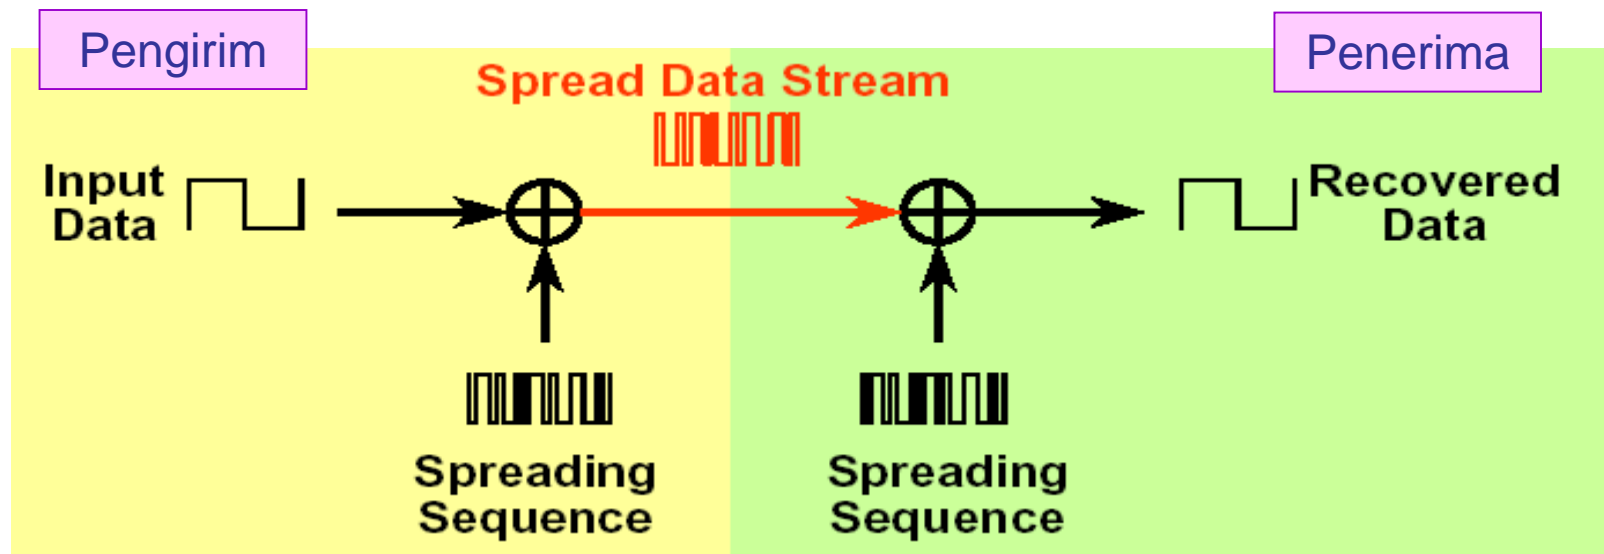 Pengirim
Penerima
Spread Data Stream
Input
Data
Recovered
Data
Spreading
Sequence
Spreading
Sequence